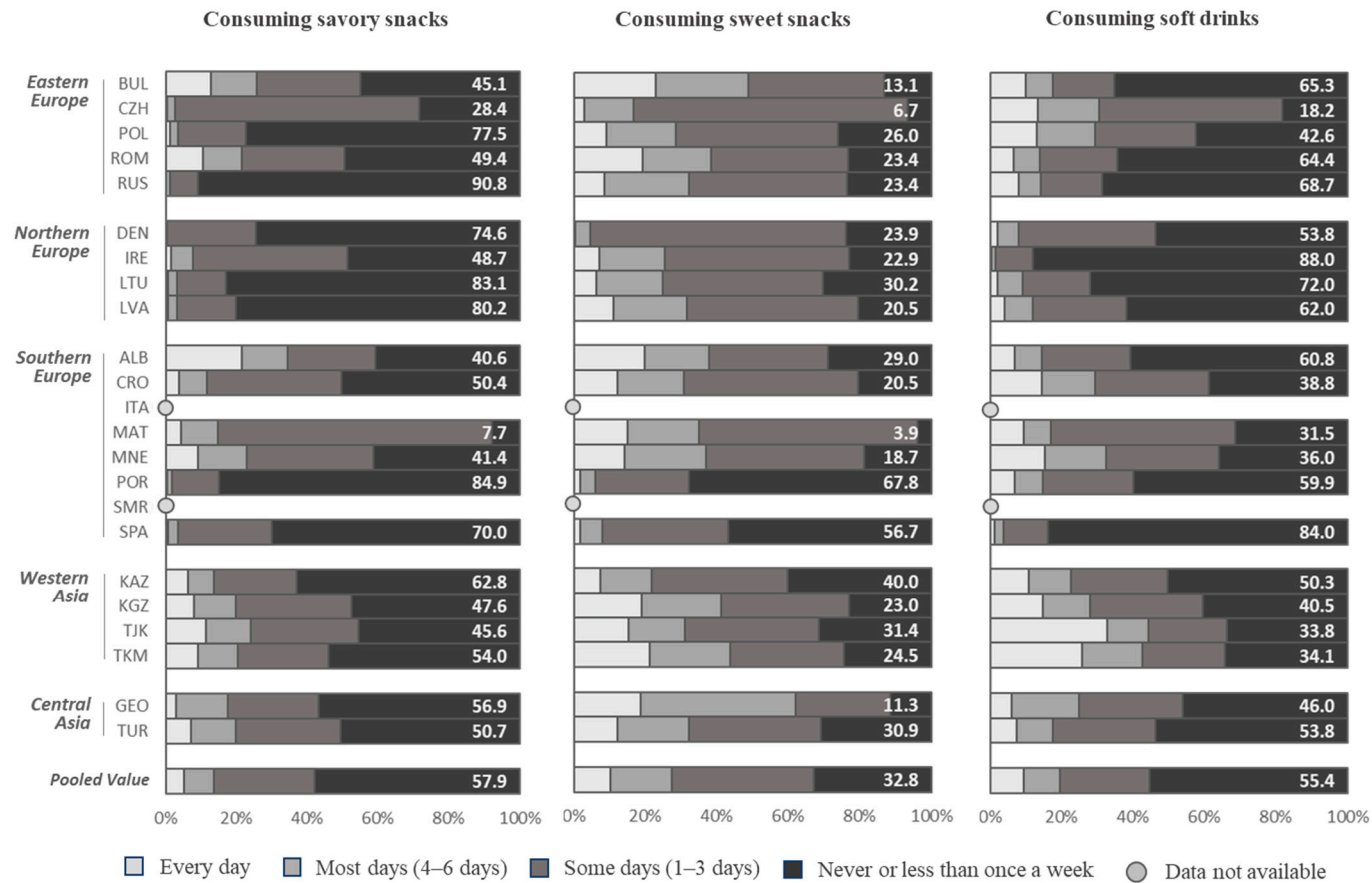 Consuming savory snacks Consuming sweet snacks Consuming soft drinks
Eastern Europe
BUL 45.1 13.1 65.3
CZH 28.4 6.7 18.2
POL 77.5 26.0 42.6
ROM 49.4 23.4 64.4
RUS 90.8 23.4 68.7
Northern Europe
DEN 74.6 23.9 53.8
IRE 48.7 22.9 88.0
LTU 83.1 30.2 72.0
LVA 80.2 20.5 62.0
Southern Europe
ALB 40.6 29.0 60.8
CRO 50.4 20.5 38.8
ITA
MAT 7.7 3.9 31.5
MNE 41.4 18.7 36.0
POR 84.9 67.8 59.9
SMR
SPA 70.0 56.7 84.0
Western Asia
KAZ 62.8 40.0 50.3
KGZ 47.6 23.0 40.5
TJK 45.6 31.4 33.8
TKM 54.0 24.5 34.1
Central Asia
GEO 56.9 11.3 46.0
TUR 50.7 30.9 53.8
Pooled Value 57.9 32.8 55.4
0% 20% 40% 60% 80% 100% 0% 20% 40% 60% 80% 100% 0% 20% 40% 60% 80% 100%
Every day Most days (4–6 days) Some days (1–3 days) Never or less than once a week Data not available